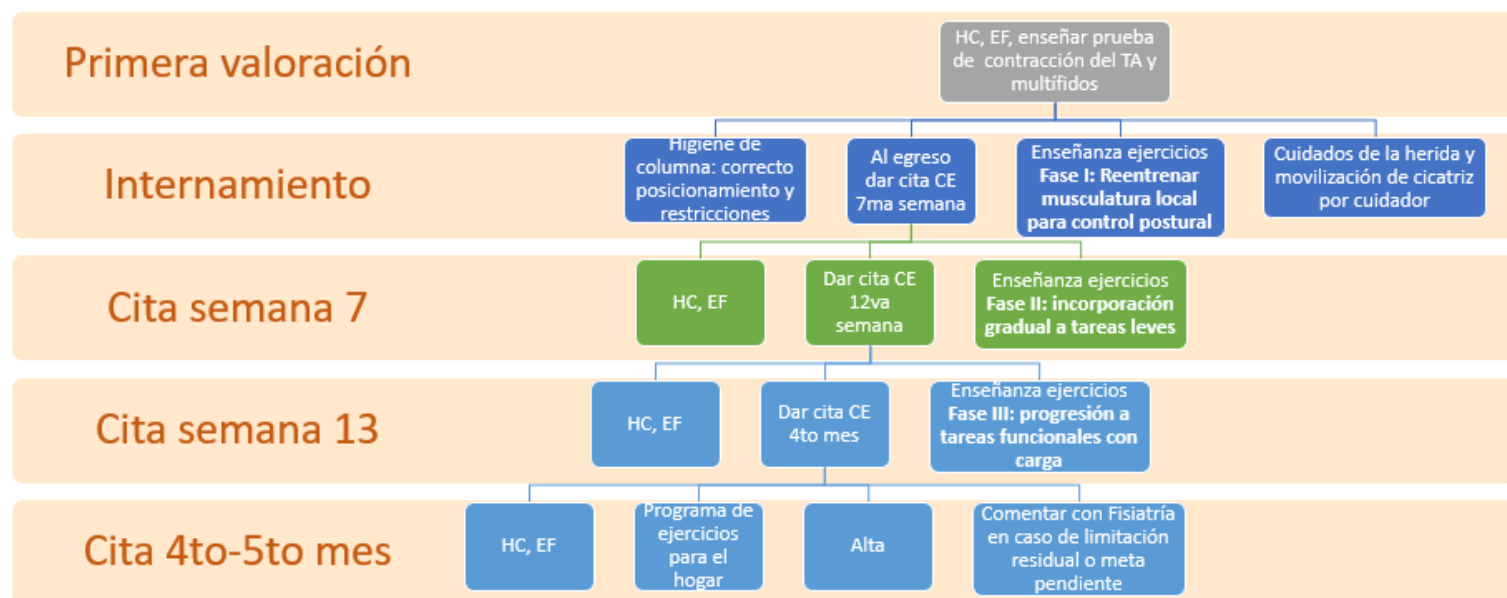 Primera valoración
HC, EF, enseñar prueba
de contracción del TA y
multífidos
Internamiento
Higiene de
columna: correcto
posicionamiento y
restricciones
Al egreso
dar cita CE
7ma semana
Enseñanza ejercicios
Fase I: Reentrenar
musculatura local
para control postural
Cuidados de la herida y
movilización de cicatriz
por cuidador
Cita semana 7
HC, EF
Dar cita CE
12va
semana
Enseñanza ejercicios
Fase II: incorporación
gradual a tareas leves
Cita semana 13
HC, EF
Dar cita CE
4to mes
Enseñanza ejercicios
Fase III: progresión a
tareas funcionales con
carga
Cita 4to-5to mes
HC, EF
Programa de
ejercicios
para el
hogar
Alta
Comentar con Fisiatría
en caso de limitación
residual o meta
pendiente